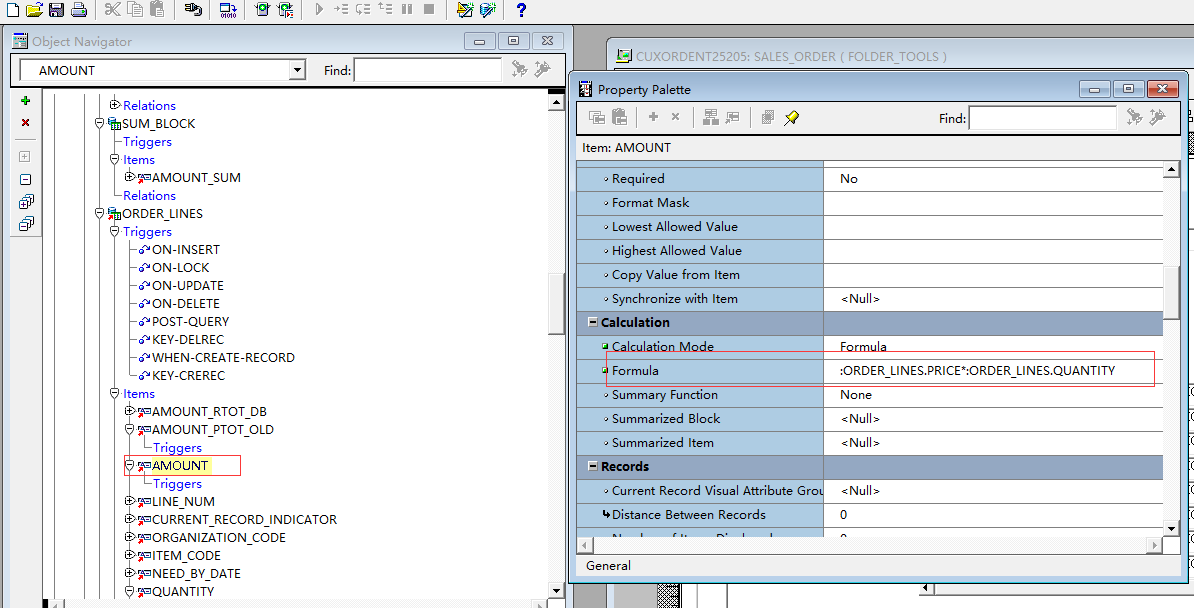 Object Navigator
AMOUNT
Find:
Relations
SUM_BLOCK
Triggers
Items
AMOUNT_SUM
Relations
ORDER_LINES
Triggers
ON-INSERT
ON-LOCK
ON-UPDATE
ON-DELETE
POST-QUERY
KEY-DELREC
WHEN-CREATE-RECORD
KEY-CREREC
Items
AMOUNT_RTOT_DB
AMOUNT_PTOT_OLD
Triggers
AMOUNT
Triggers
LINE_NUM
CURRENT_RECORD_INDICATOR
ORGANIZATION_CODE
ITEM_CODE
NEED_BY_DATE
QUANTITY
CUXORDENT25205: SALES_ORDER ( FOLDER_TOOLS )
Property Palette
Find:
Item: AMOUNT
Required No
Format Mask
Lowest Allowed Value
Highest Allowed Value
Copy Value from Item
Synchronize with Item <Null>
Calculation
Calculation Mode Formula
Formula :ORDER_LINES.PRICE*:ORDER_LINES.QUANTITY
Summary Function None
Summarized Block <Null>
Summarized Item <Null>
Records
Current Record Visual Attribute Grou <Null>
Distance Between Records 0
General